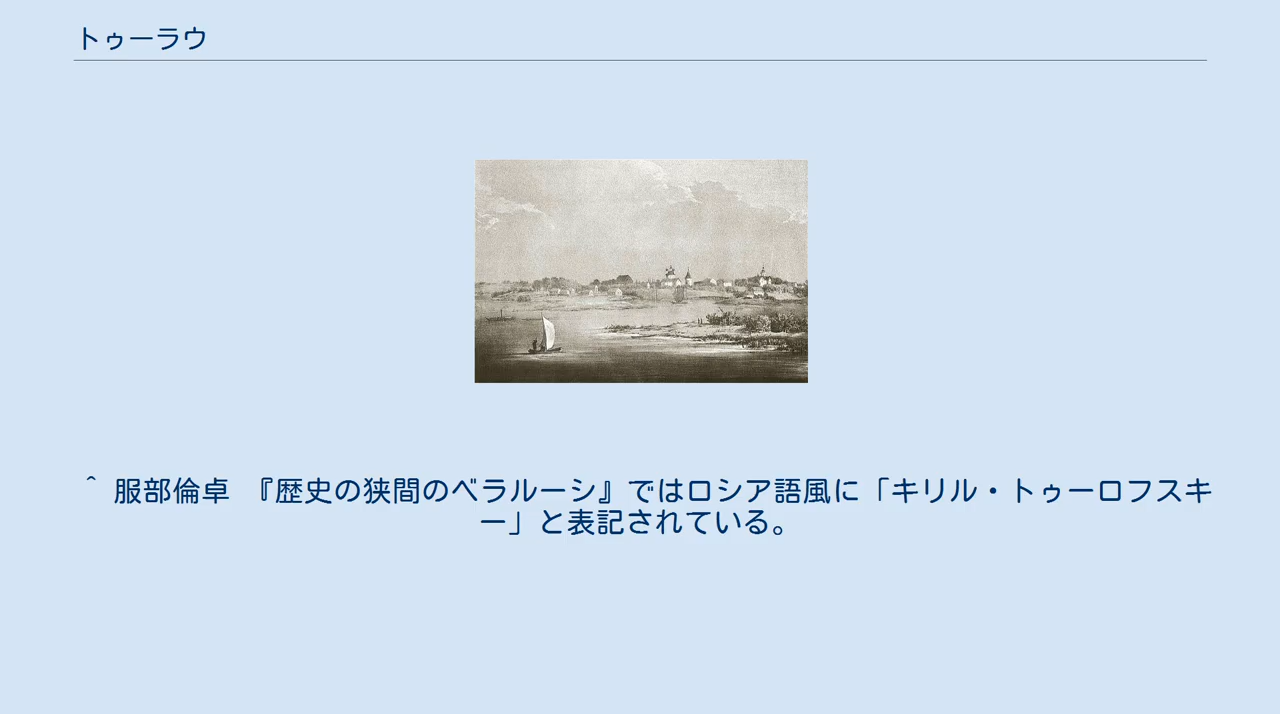 トゥーラウ
^ 服部倫卓 『歴史の狭間のベラルーシ』ではロシア語風に「キリル・トゥーロフスキ
ー」と表記されている。